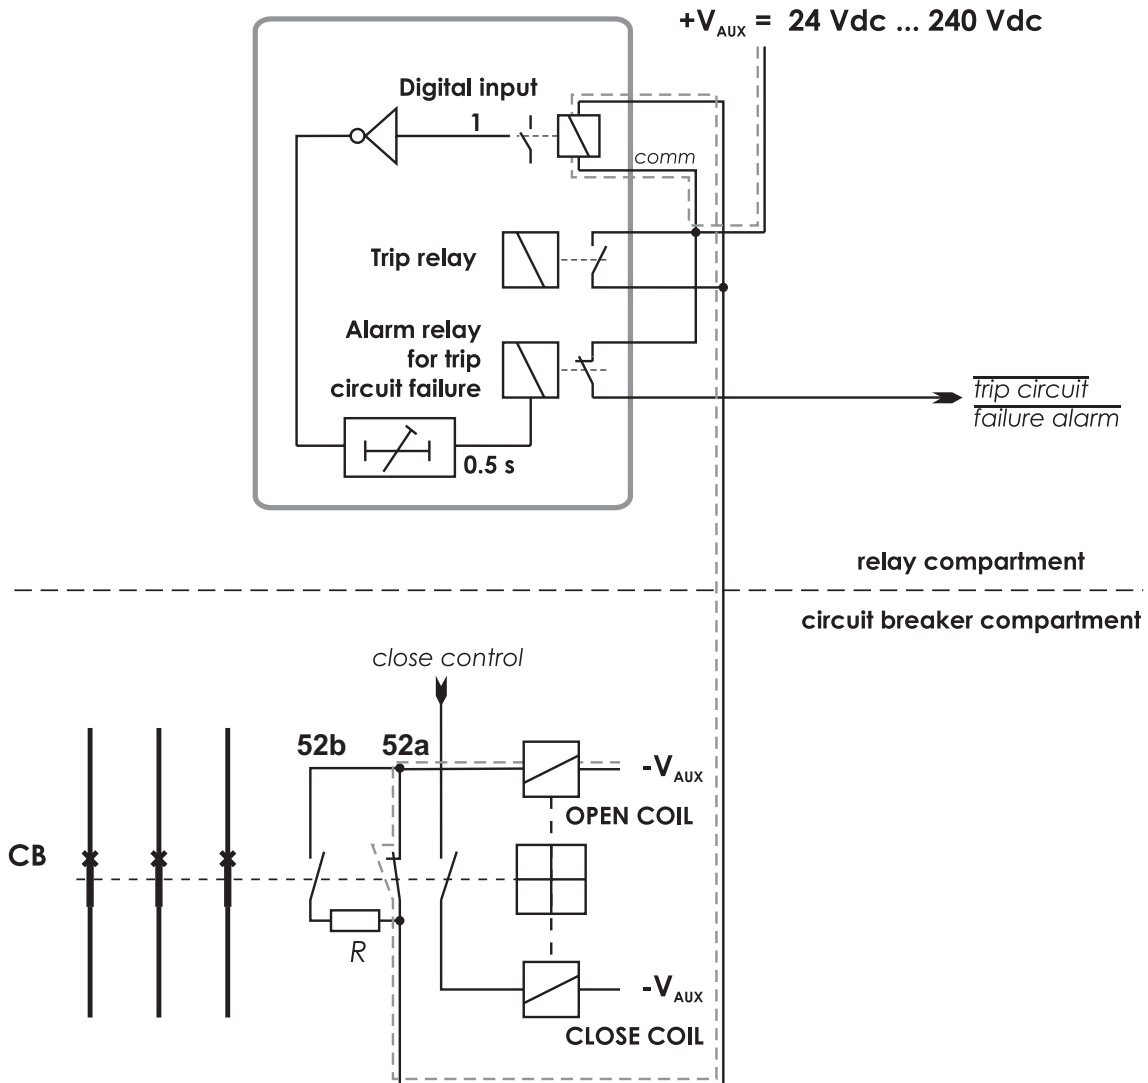 +VAUX = 24 Vdc ... 240 Vdc
Digital input
1
comm
Trip relay
Alarm relay
for trip
circuit failure
0.5 s
trip circuit
failure alarm
relay compartment
circuit breaker compartment
close control
52b 52a
-VAUX
OPEN COIL
CB
R
-VAUX
CLOSE COIL